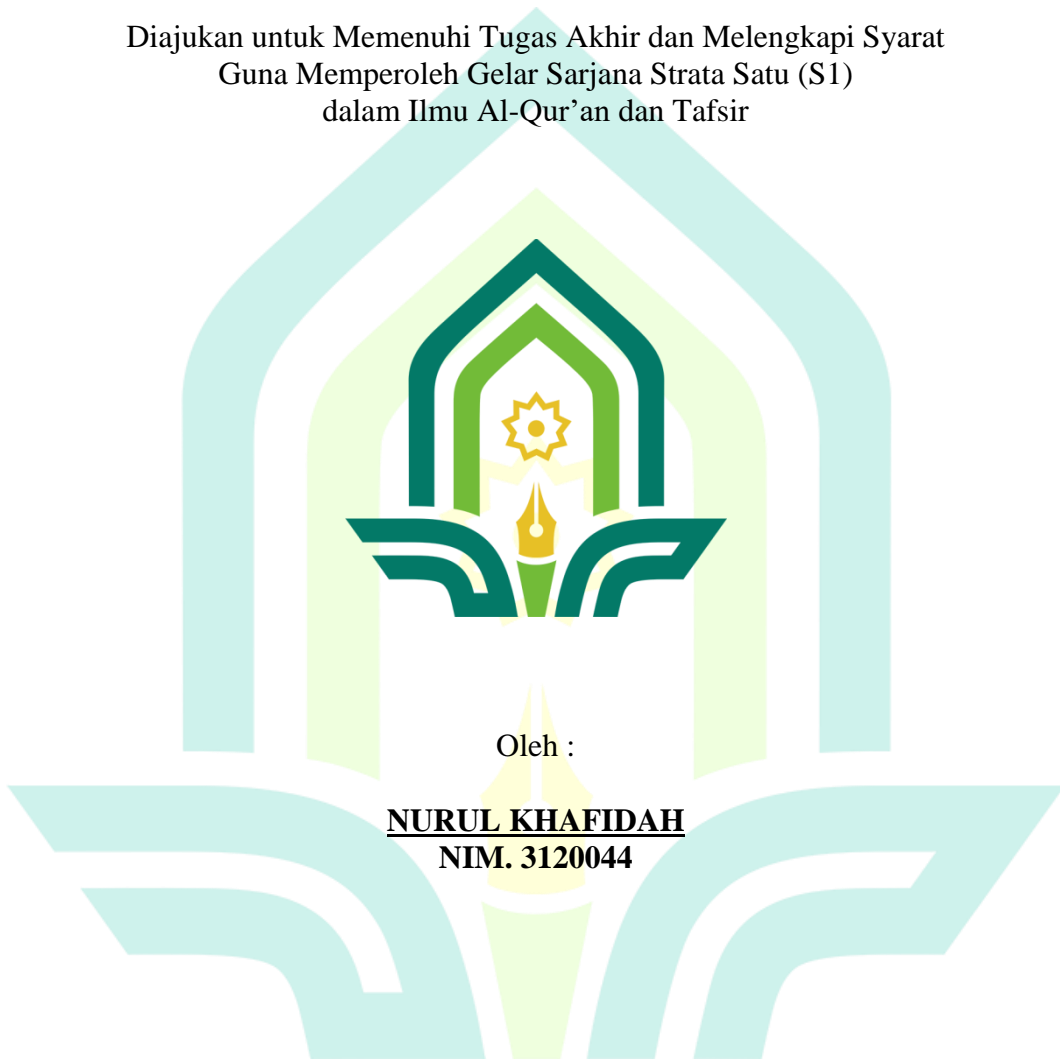 Diajukan untuk Memenuhi Tugas Akhir dan Melengkapi Syarat
Guna Memperoleh Gelar Sarjana Strata Satu (S1)
dalam Ilmu Al-Qur’an dan Tafsir
Oleh :
NURUL KHAFIDAH
NIM. 3120044